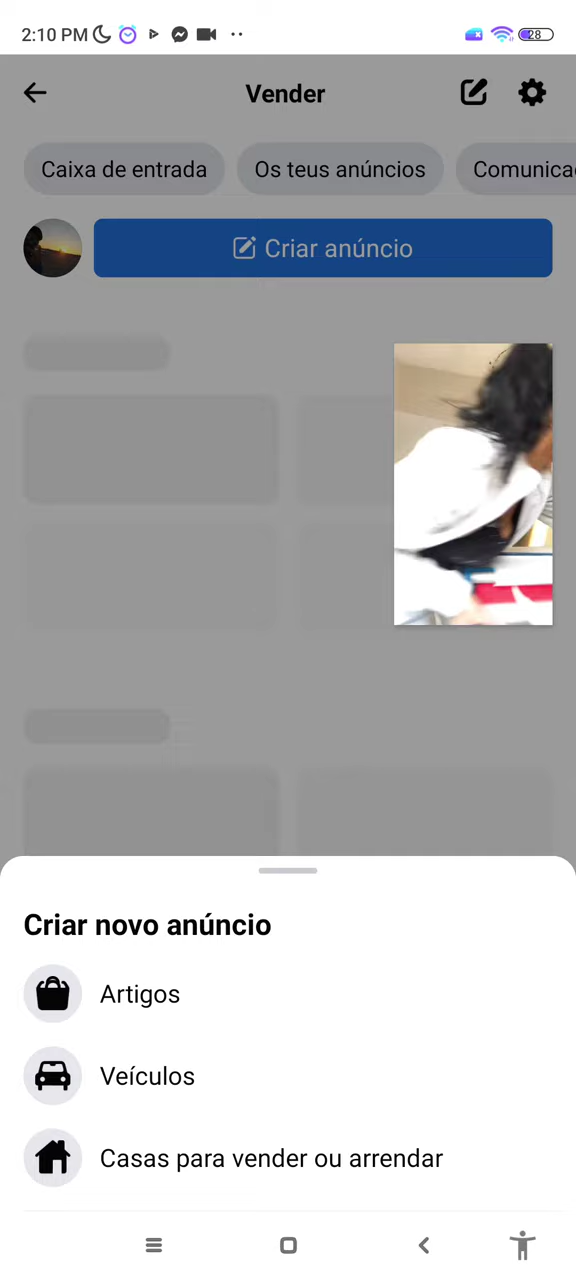 2:10 PM
28
Vender
Caixa de entrada
Os teus anúncios
Comunica
Criar anúncio
Criar novo anúncio
Artigos
Veículos
Casas para vender ou arrendar